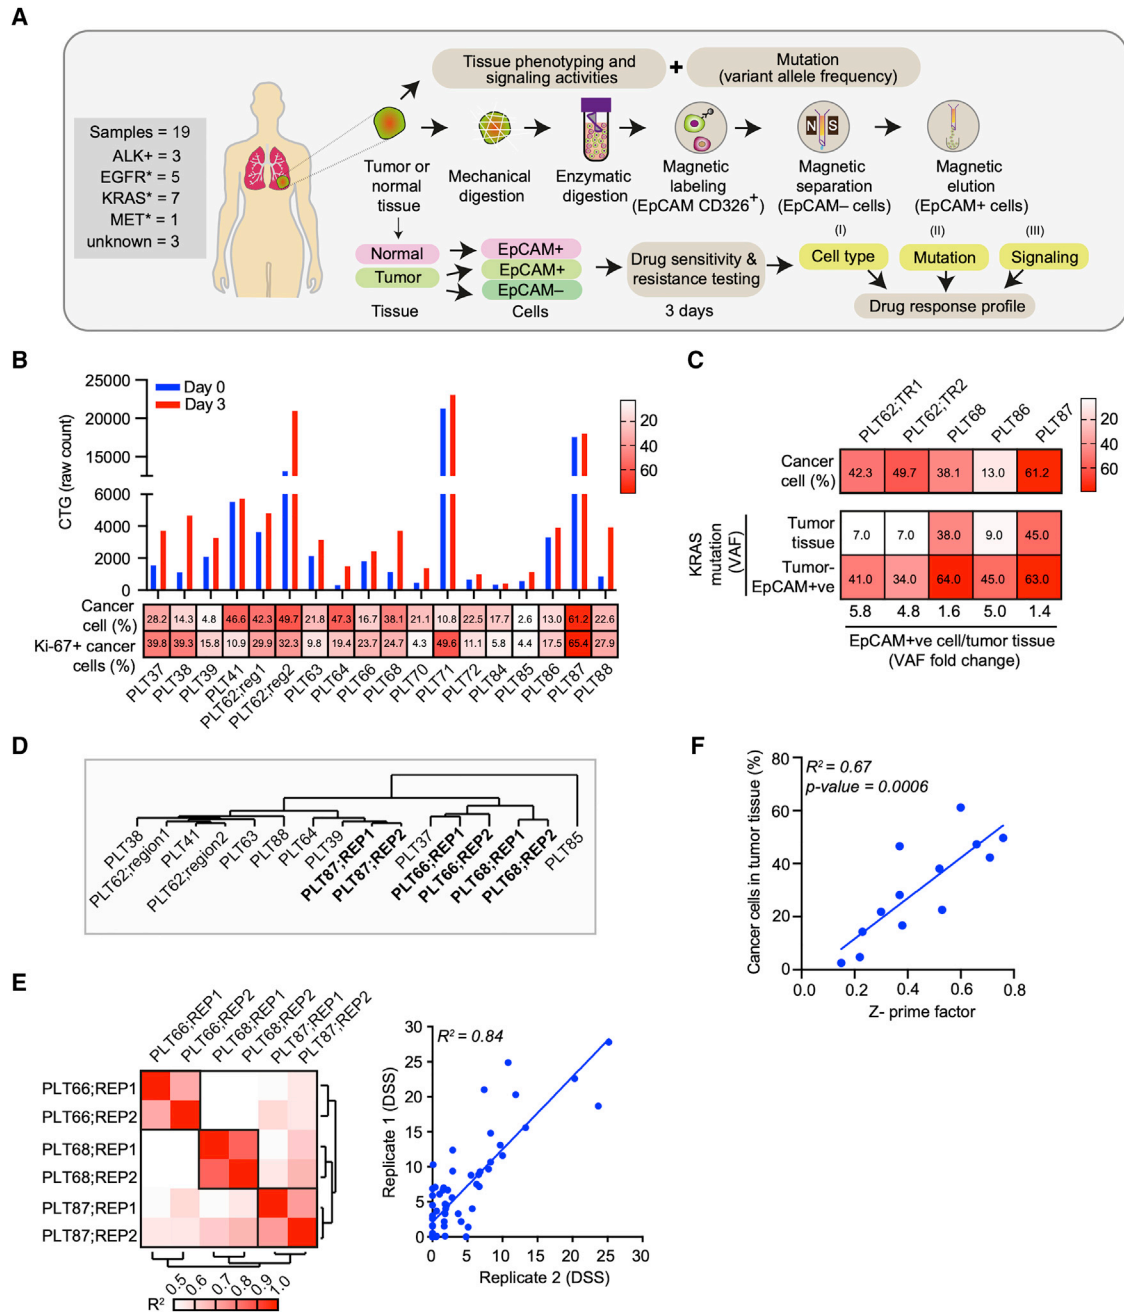 A
Tissue phenotyping and
signaling activities
+
Mutation
(variant allele frequency)
Samples = 19
ALK+ = 3
EGFR* = 5
KRAS* = 7
MET* = 1
unknown = 3
Tumor or
normal
tissue
Mechanical
digestion
Enzymatic
digestion
Magnetic
labeling
(EpCAM CD326+)
N S
Magnetic
separation
(EpCAM– cells)
Magnetic
elution
(EpCAM+ cells)
Normal
Tumor
Tissue
EpCAM+
EpCAM+
EpCAM–
Cells
Drug sensitivity &
resistance testing
3 days
(I) (II) (III)
Cell type Mutation Signaling
Drug response profile
B
CTG (raw count)
25000
20000
15000
6000
4000
2000
0
Day 0
Day 3
20
40
60
Cancer
cell (%)
28.2 14.3 4.8 46.6 42.3 49.7 21.8 47.3 16.7 38.1 21.1 10.8 22.5 17.7 2.6 13.0 61.2 22.6
Ki-67+ cancer
cells (%)
39.8 39.3 15.8 10.9 29.9 32.3 9.8 19.4 23.7 24.7 4.3 49.6 11.1 5.8 4.4 17.5 65.4 27.9
PLT37 PLT38 PLT39 PLT41 PLT62;reg1 PLT62;reg2 PLT63 PLT64 PLT66 PLT68 PLT70 PLT71 PLT72 PLT84 PLT85 PLT86 PLT87 PLT88
C
PLT62;TR1 PLT62;TR2 PLT68 PLT86 PLT87
Cancer
cell (%)
42.3 49.7 38.1 13.0 61.2
20
40
60
KRAS
mutation
(VAF)
Tumor
tissue
7.0 7.0 38.0 9.0 45.0
Tumor-
EpCAM+ve
41.0 34.0 64.0 45.0 63.0
5.8 4.8 1.6 5.0 1.4
EpCAM+ve cell/tumor tissue
(VAF fold change)
D
PLT38 PLT62;region1 PLT41 PLT62;region2 PLT63 PLT88 PLT64 PLT39 PLT87;REP1 PLT87;REP2 PLT37 PLT66;REP1 PLT66;REP2 PLT68;REP1 PLT68;REP2 PLT85
E
PLT66;REP1 PLT66;REP2 PLT68;REP1 PLT68;REP2 PLT87;REP1 PLT87;REP2
PLT66;REP1
PLT66;REP2
PLT68;REP1
PLT68;REP2
PLT87;REP1
PLT87;REP2
0.5 0.6 0.7 0.8 0.9 1.0
R²
R² = 0.84
Replicate 1 (DSS)
30
25
20
15
10
5
0
0 5 10 15 20 25 30
Replicate 2 (DSS)
F
Cancer cells in tumor tissue (%)
R² = 0.67
p-value = 0.0006
80
60
40
20
0
0.0 0.2 0.4 0.6 0.8
Z- prime factor